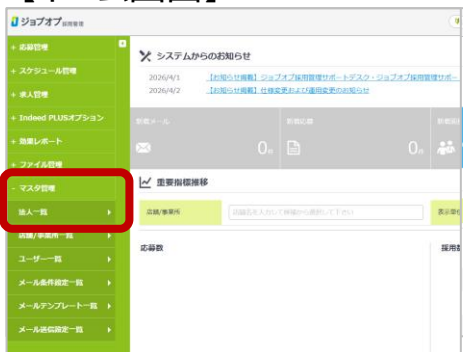 ジョブオプ 採用管理
+ 応募管理
+ スケジュール管理
+ 求人管理
+ Indeed PLUSオプション
+ 効果レポート
+ ファイル管理
- マスタ管理
法人一覧
店舗/事業所一覧
ユーザー一覧
メール条件設定一覧
メールテンプレート一覧
メール送信設定一覧
システムからのお知らせ
2026/4/1 【お知らせ掲載】ジョブオプ採用管理サポートデスク・ジョブオプ採用管理サポー
2026/4/2 【お知らせ掲載】仕様変更および運用変更のお知らせ
新着メール
0
新着応募
0
重要指標推移
店舗/事業所
店舗名を入力して候補から選択して下さい
表示単位
応募数
採用数